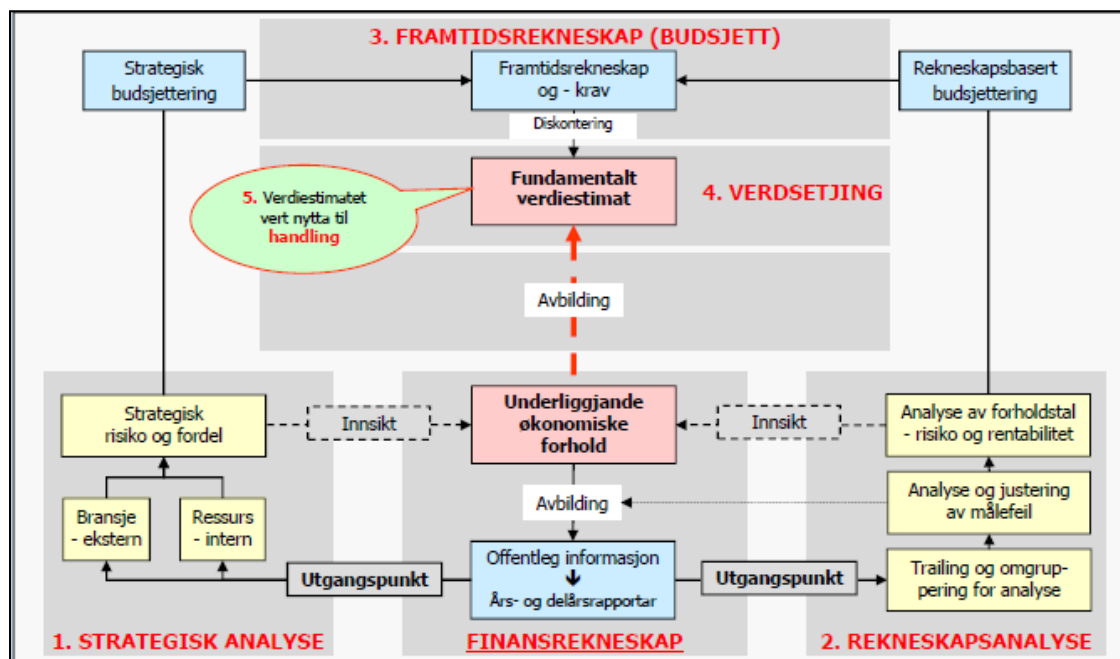 3. FRAMTIDSREKNESKAP (BUDSJETT)
Strategisk
budsjettering
Framtidsrekneskap
og - krav
Rekneskapsbasert
budsjettering
Diskontering
Fundamentalt
verdiestimat
4. VERDSETJING
5. Verdiestimatet
vert nytta til
handling
Avbilding
Strategisk
risiko og fordel
Innsikt
Underliggjande
økonomiske
forhold
Innsikt
Analyse av forholdstal
- risiko og rentabilitet
Bransje
- ekstern
Ressurs
- intern
Avbilding
Analyse og justering
av målefeil
Utgangspunkt
Offentleg informasjon
Års- og delårsrapportar
Utgangspunkt
Trailing og omgrup-
pering for analyse
1. STRATEGISK ANALYSE
FINANSREKNESKAP
2. REKNESKAPSANALYSE